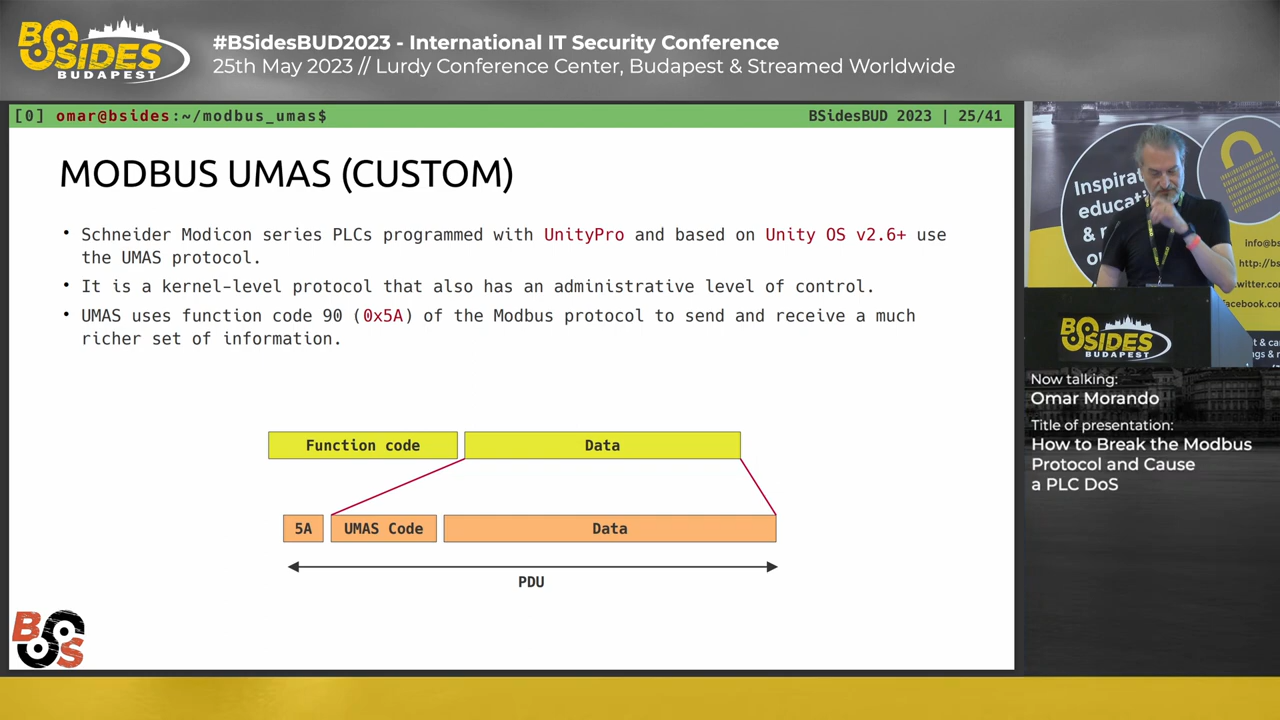 BSIDES
BUDAPEST
#BSidesBUD2023 - International IT Security Conference
25th May 2023 // Lurdy Conference Center, Budapest & Streamed Worldwide
[0] omar@bsides:~/modbus_umas$
BSidesBUD 2023 | 25/41
MODBUS UMAS (CUSTOM)
• Schneider Modicon series PLCs programmed with UnityPro and based on Unity OS v2.6+ use
the UMAS protocol.
• It is a kernel-level protocol that also has an administrative level of control.
• UMAS uses function code 90 (0x5A) of the Modbus protocol to send and receive a much
richer set of information.
Function code
Data
5A
UMAS Code
Data
PDU
BSIDES
BUDAPEST
Now talking:
Omar Morando
Title of presentation:
How to Break the Modbus
Protocol and Cause
a PLC DoS